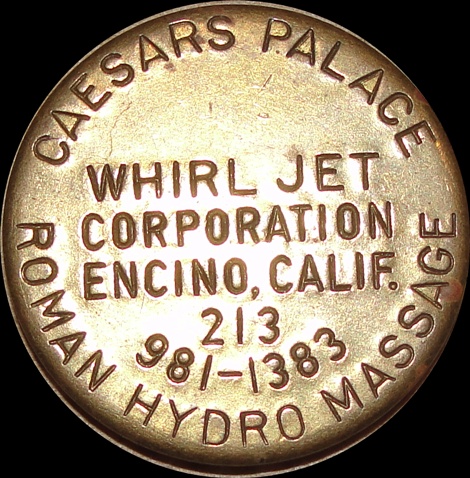 CAESARS PALACE
WHIRL JET
CORPORATION
ENCINO, CALIF.
213
981-1383
ROMAN HYDRO MASSAGE